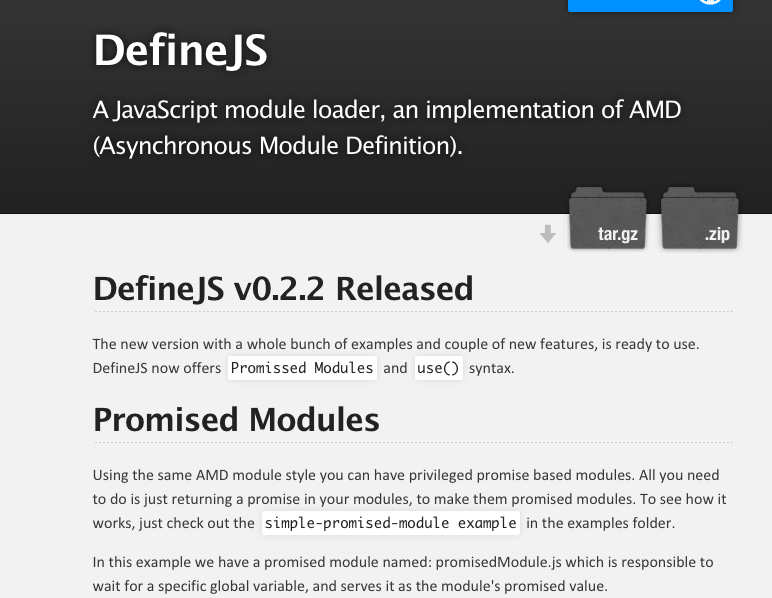 DefineJS
A JavaScript module loader, an implementation of AMD
(Asynchronous Module Definition).
tar.gz
.zip
DefineJS v0.2.2 Released
The new version with a whole bunch of examples and couple of new features, is ready to use.
DefineJS now offers Promissed Modules and use() syntax.
Promised Modules
Using the same AMD module style you can have privileged promise based modules. All you need
to do is just returning a promise in your modules, to make them promised modules. To see how it
works, just check out the simple-promised-module example in the examples folder.
In this example we have a promised module named: promisedModule.js which is responsible to
wait for a specific global variable, and serves it as the module's promised value.